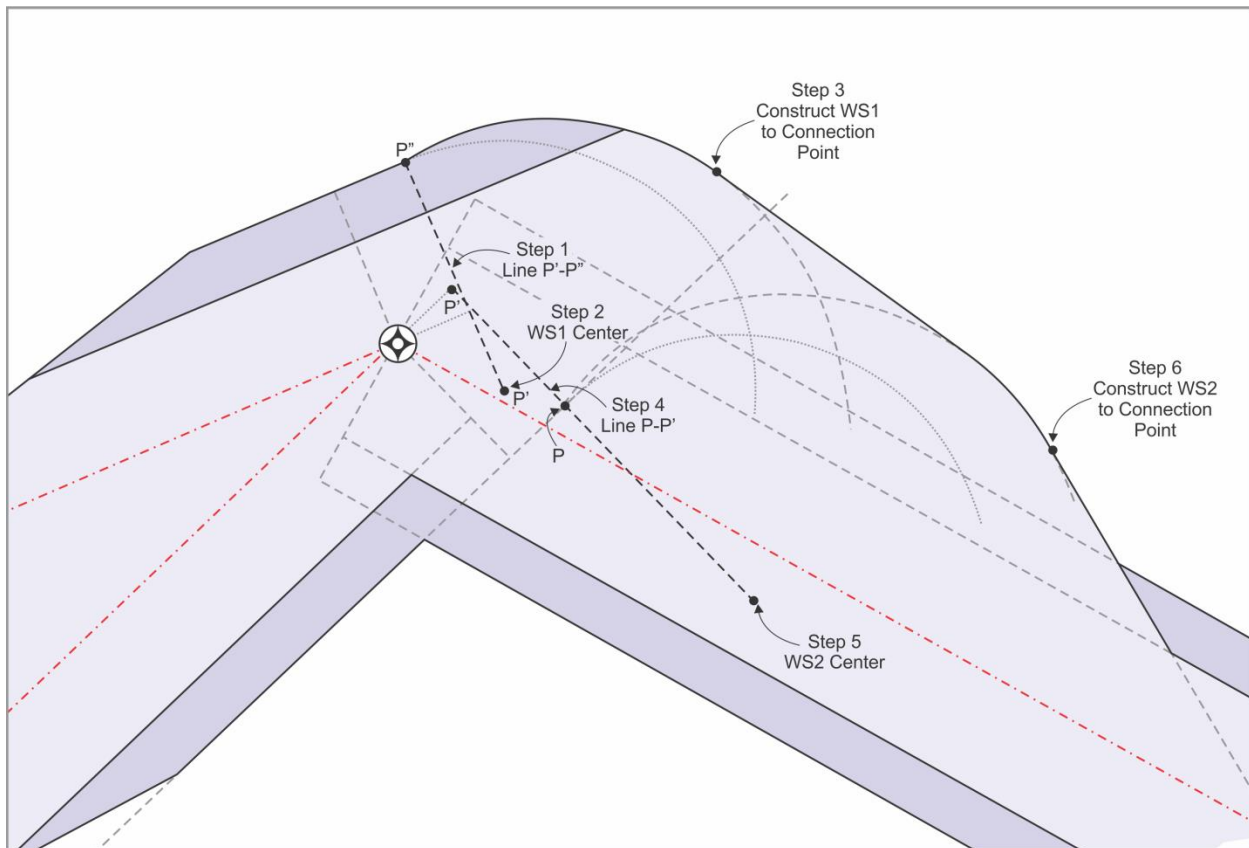 Step 3
Construct WS1
to Connection
Point
P”
Step 1
Line P’-P”
P’
Step 2
WS1 Center
P’
Step 4
Line P-P’
P
Step 6
Construct WS2
to Connection
Point
Step 5
WS2 Center